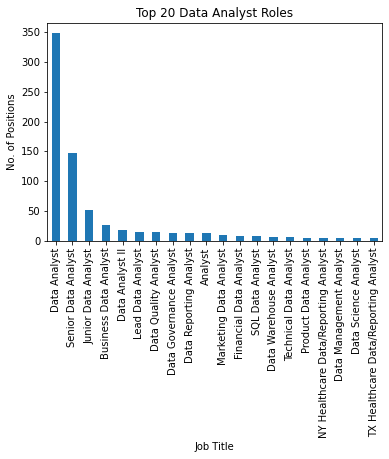 Top 20 Data Analyst Roles
No. of Positions
350
300
250
200
150
100
50
0
Data Analyst
Senior Data Analyst
Junior Data Analyst
Business Data Analyst
Data Analyst II
Lead Data Analyst
Data Quality Analyst
Data Governance Analyst
Data Reporting Analyst
Analyst
Marketing Data Analyst
Financial Data Analyst
SQL Data Analyst
Data Warehouse Analyst
Technical Data Analyst
Product Data Analyst
NY Healthcare Data/Reporting Analyst
Data Management Analyst
Data Science Analyst
TX Healthcare Data/Reporting Analyst
Job Title